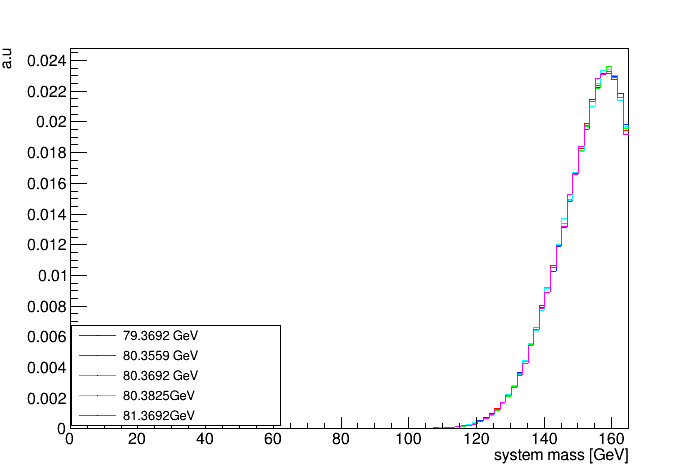 a.u
0.024
0.022
0.02
0.018
0.016
0.014
0.012
0.01
0.008
0.006
0.004
0.002
0
79.3692 GeV
80.3559 GeV
80.3692 GeV
80.3825GeV
81.3692GeV
0 20 40 60 80 100 120 140 160
system mass [GeV]